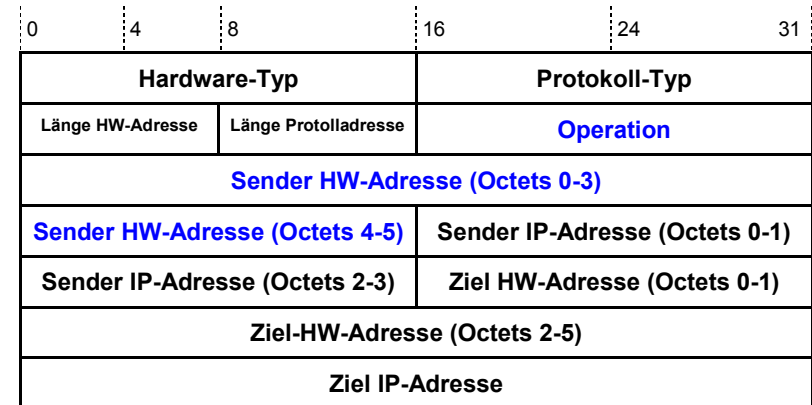 0 4 8 16 24 31
Hardware-Typ Protokoll-Typ
Länge HW-Adresse Länge Protolladresse Operation
Sender HW-Adresse (Octets 0-3)
Sender HW-Adresse (Octets 4-5) Sender IP-Adresse (Octets 0-1)
Sender IP-Adresse (Octets 2-3) Ziel HW-Adresse (Octets 0-1)
Ziel-HW-Adresse (Octets 2-5)
Ziel IP-Adresse